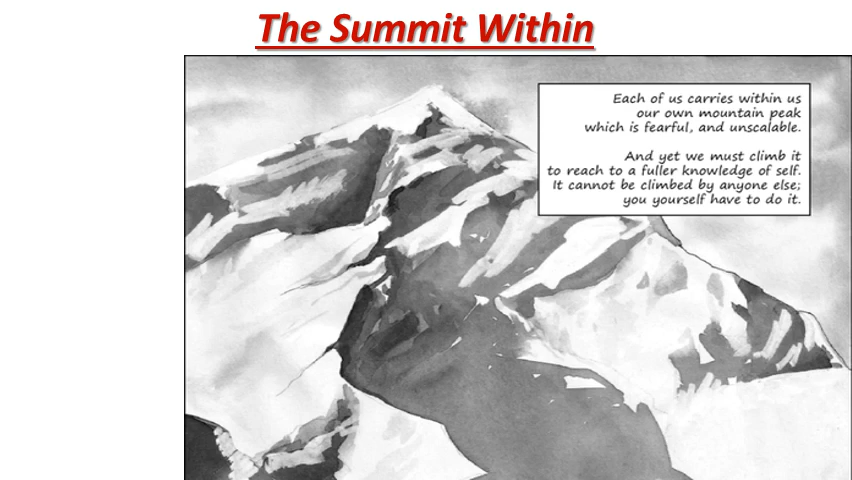 The Summit Within
Each of us carries within us
our own mountain peak
which is fearful, and unscalable.
And yet we must climb it
to reach to a fuller knowledge of self.
It cannot be climbed by anyone else;
you yourself have to do it.